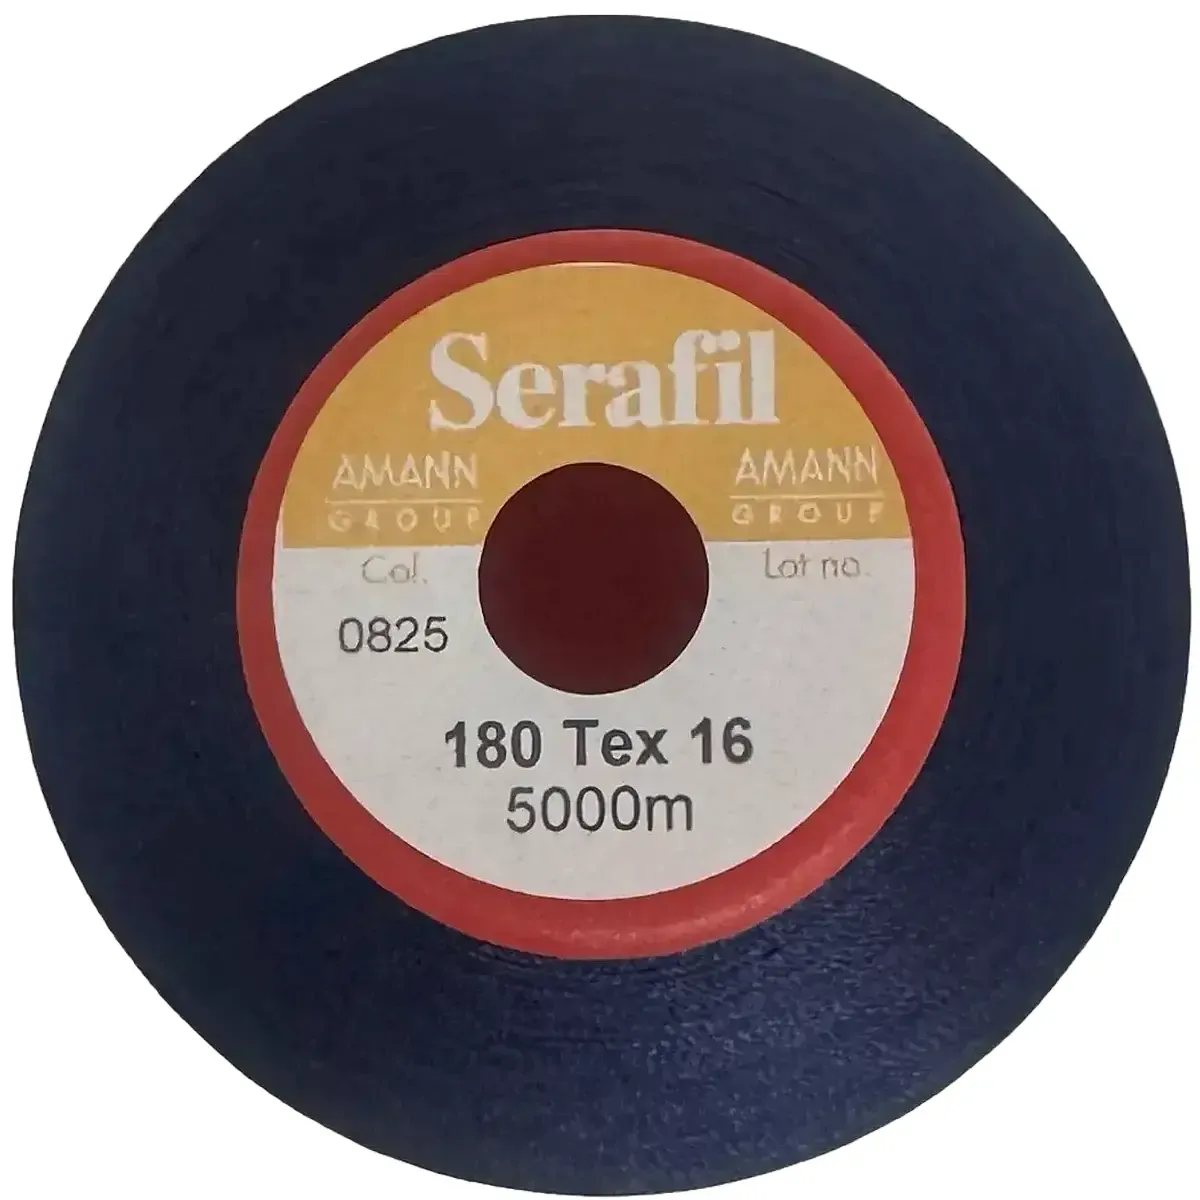 Serafil
AMANN AMANN
GROUP GROUP
Col. Lot no.
0825
180 Tex 16
5000m